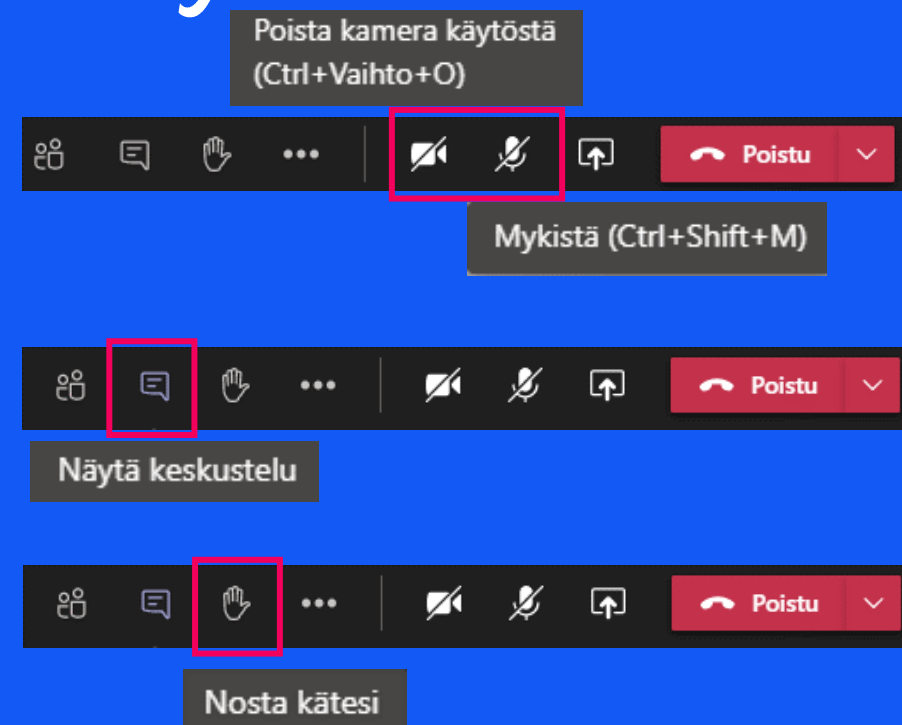 Poista kamera käytöstä
(Ctrl+Vaihto+O)
Poistu
Mykistä (Ctrl+Shift+M)
Poistu
Näytä keskustelu
Poistu
Nosta kätesi